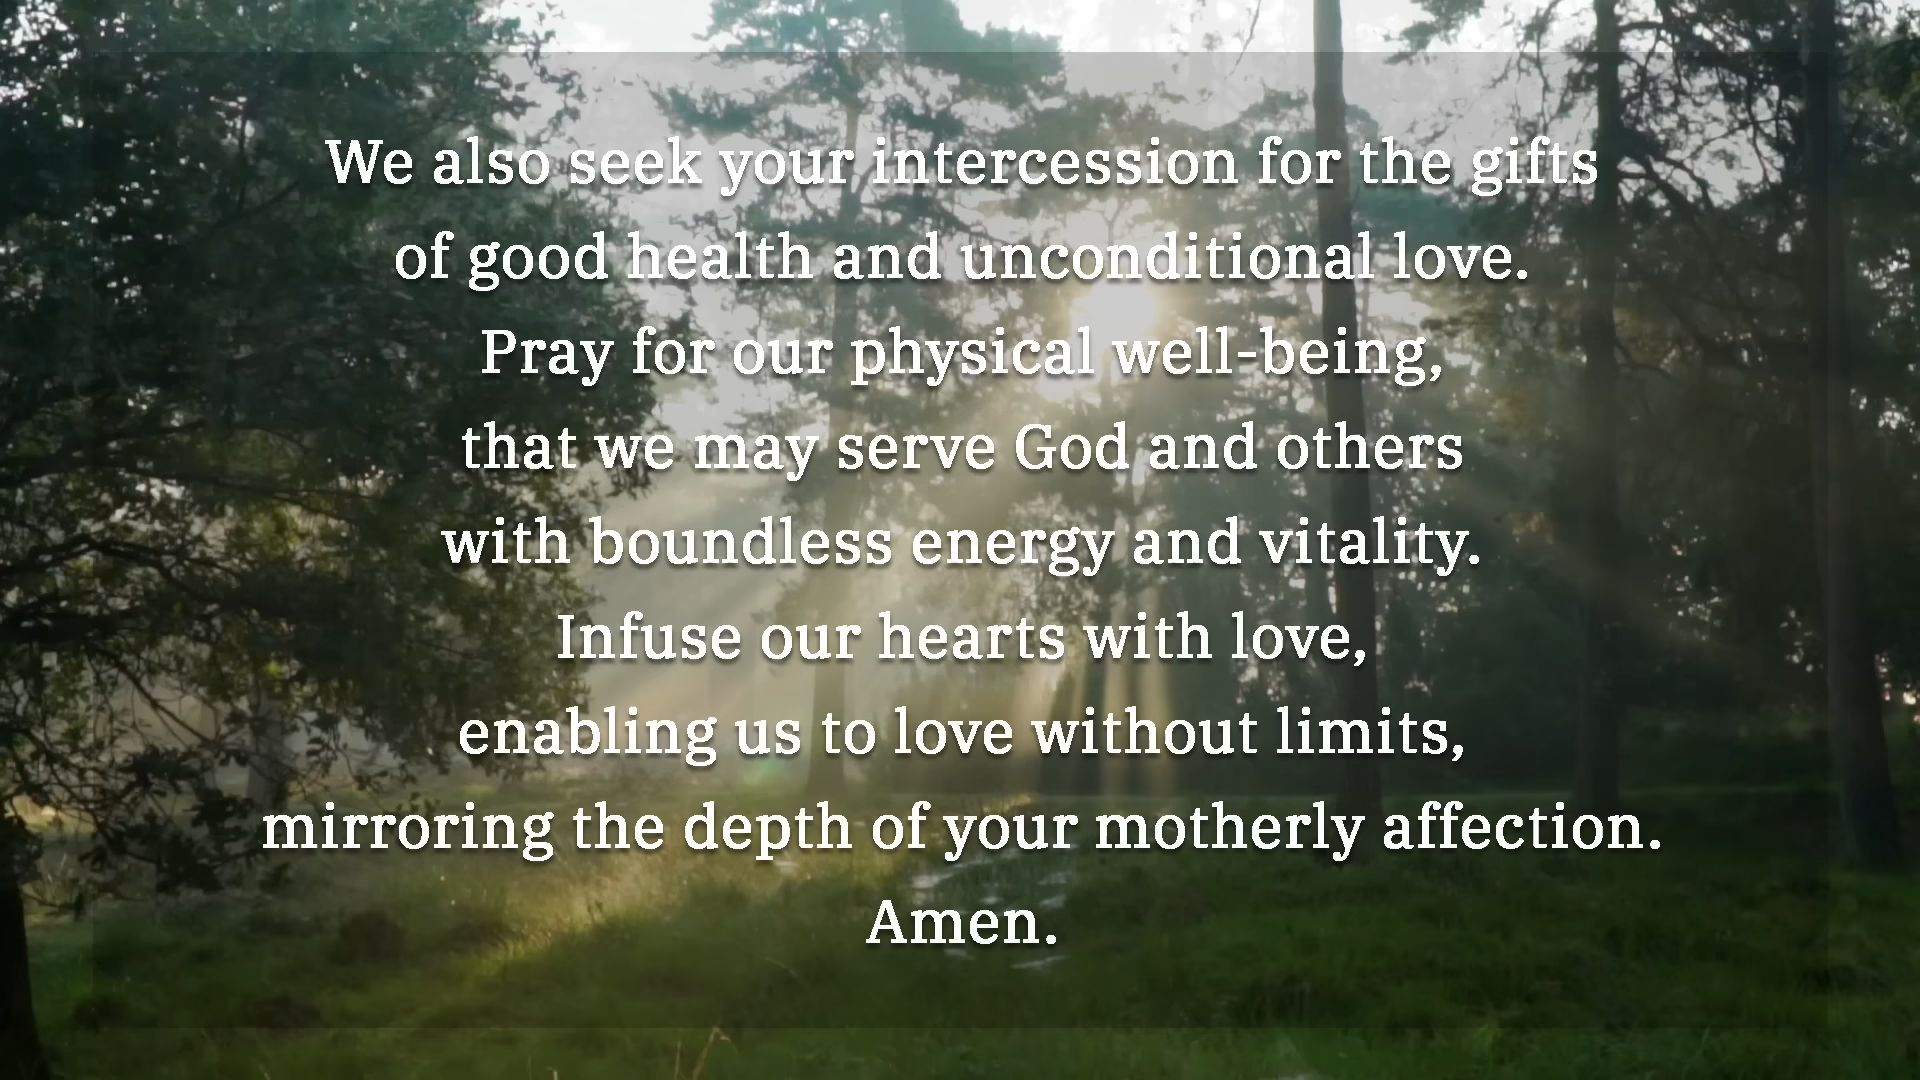 We also seek your intercession for the gifts
of good health and unconditional love.
Pray for our physical well-being,
that we may serve God and others
with boundless energy and vitality.
Infuse our hearts with love,
enabling us to love without limits,
mirroring the depth of your motherly affection.
Amen.